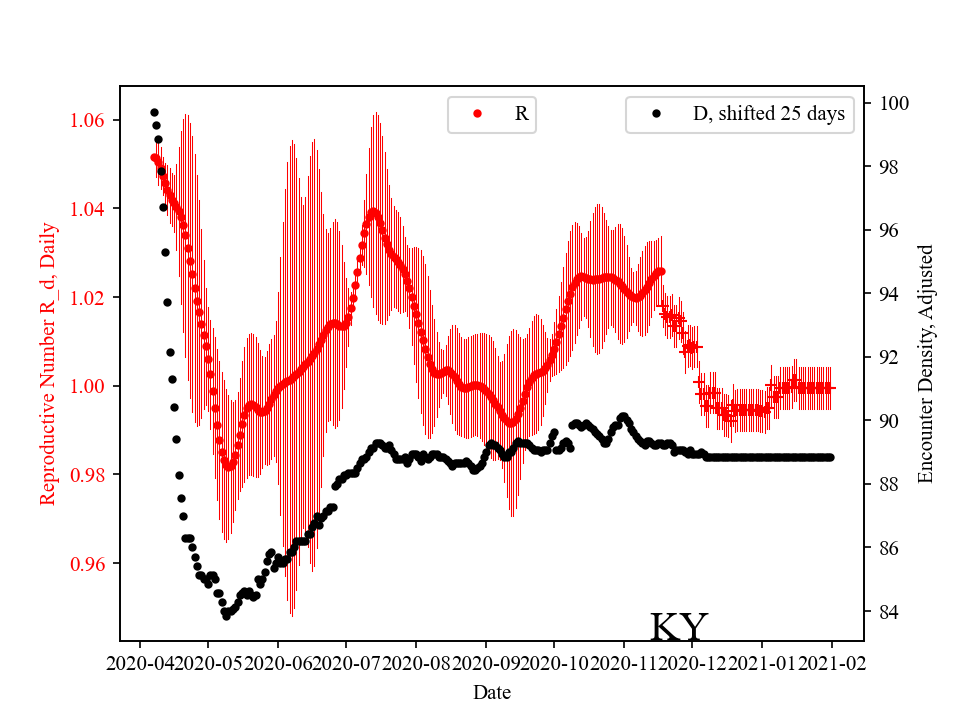 R
D, shifted 25 days
Reproductive Number R_d, Daily
1.06
1.04
1.02
1.00
0.98
0.96
100
98
96
94
92
90
88
86
84
Encounter Density, Adjusted
KY
2020-04 2020-05 2020-06 2020-07 2020-08 2020-09 2020-10 2020-11 2020-12 2021-01 2021-02
Date